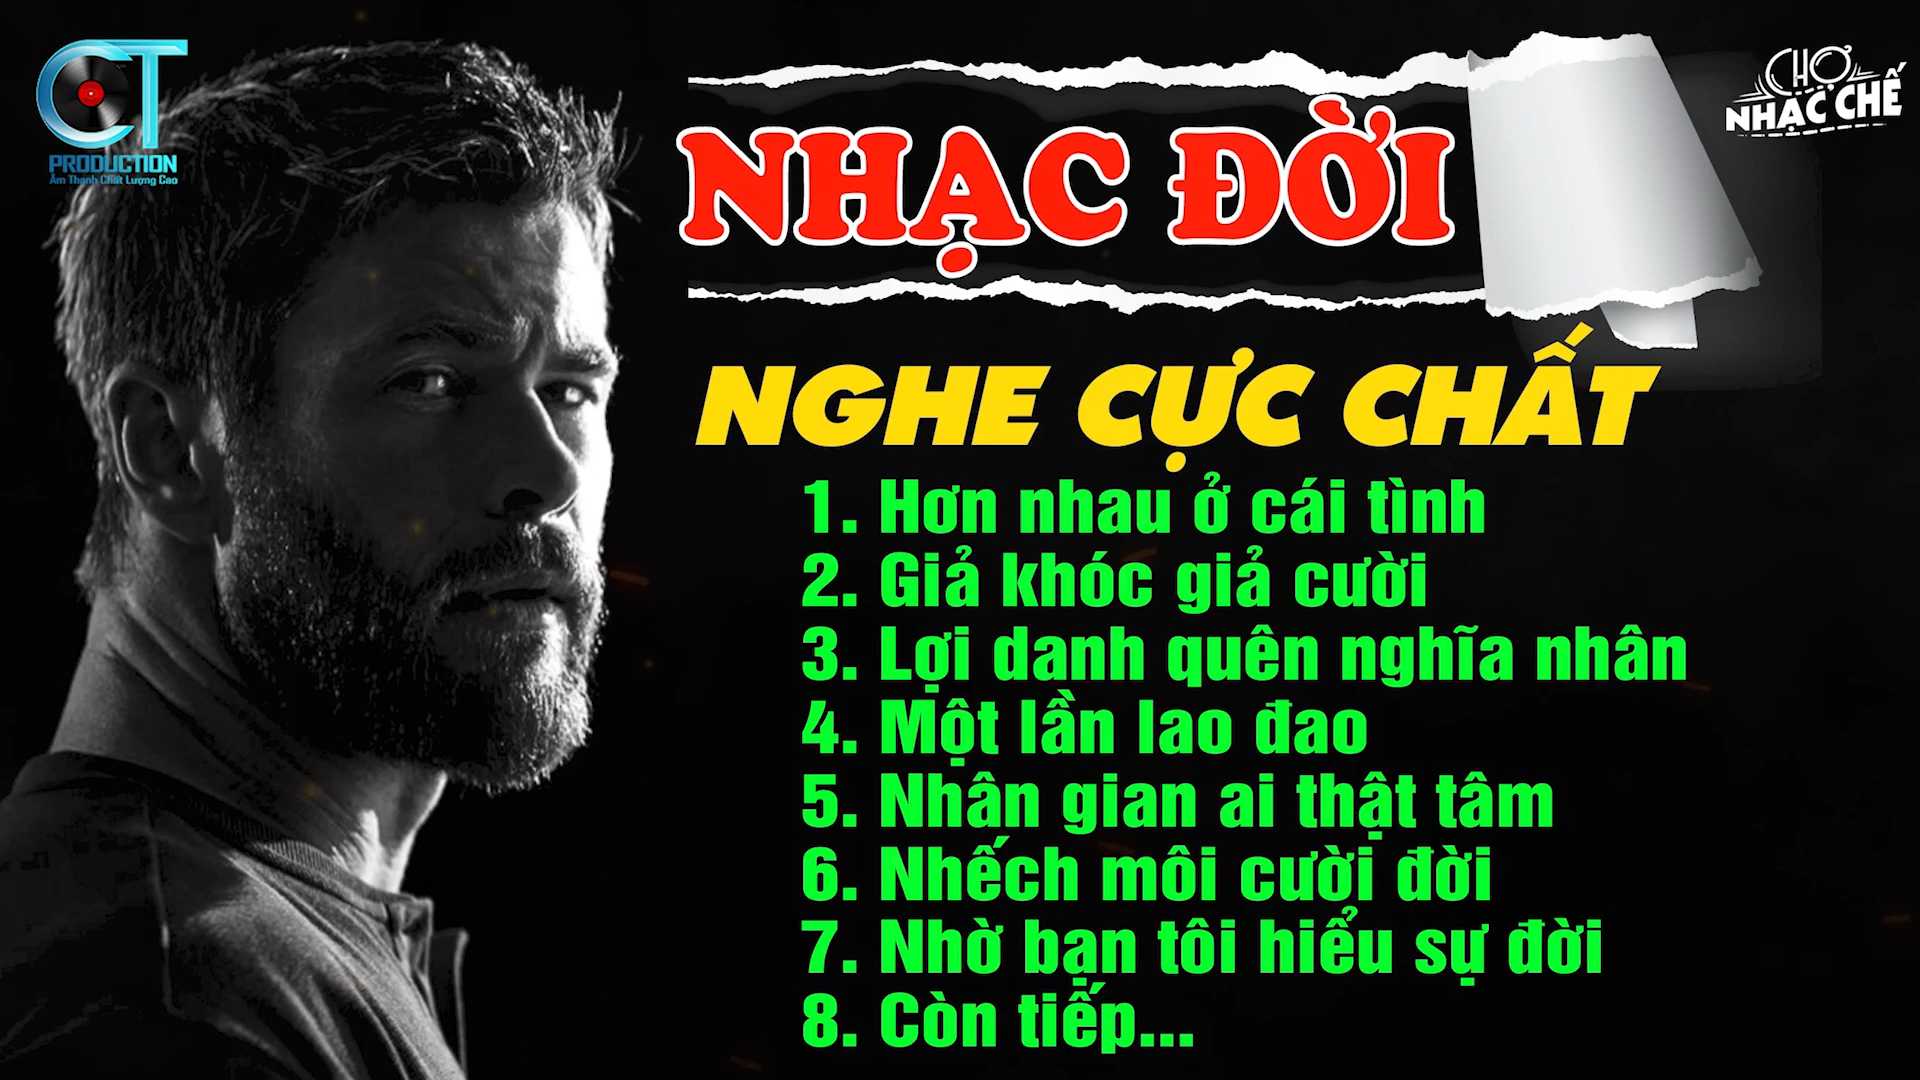 CT
PRODUCTION
Âm Thanh Chất Lượng Cao
CHỢ
NHẠC CHẾ
NHẠC ĐỜI
NGHE CỰC CHẤT
1. Hơn nhau ở cái tình
2. Giả khóc giả cười
3. Lợi danh quên nghĩa nhân
4. Một lần lao đao
5. Nhân gian ai thật tâm
6. Nhếch môi cười đời
7. Nhờ bạn tôi hiểu sự đời
8. Còn tiếp...